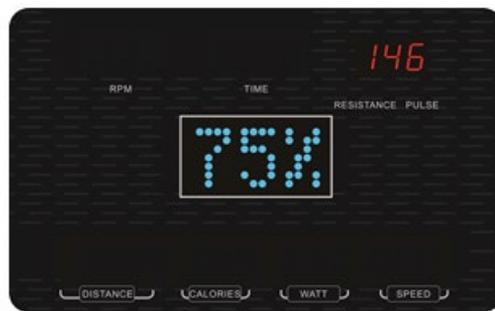 146
RPM TIME
RESISTANCE PULSE
75%
DISTANCE CALORIES WATT SPEED